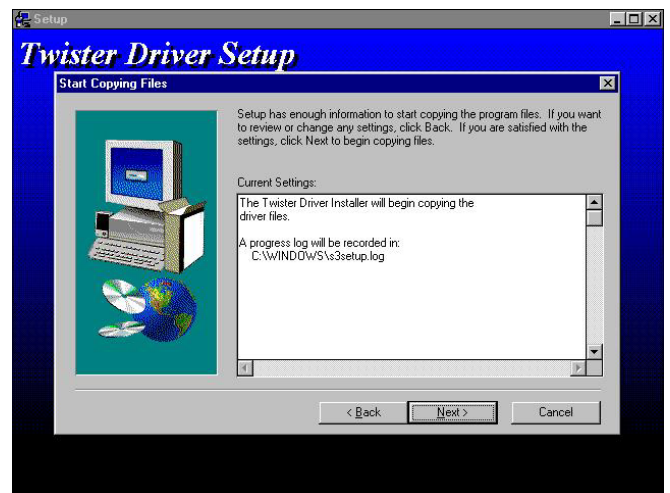 Setup
Twister Driver Setup
Start Copying Files
Setup has enough information to start copying the program files. If you want
to review or change any settings, click Back. If you are satisfied with the
settings, click Next to begin copying files.
Current Settings:
The Twister Driver Installer will begin copying the
driver files.
A progress log will be recorded in:
C:\WINDOWS\s3setup.log
< Back
Next >
Cancel